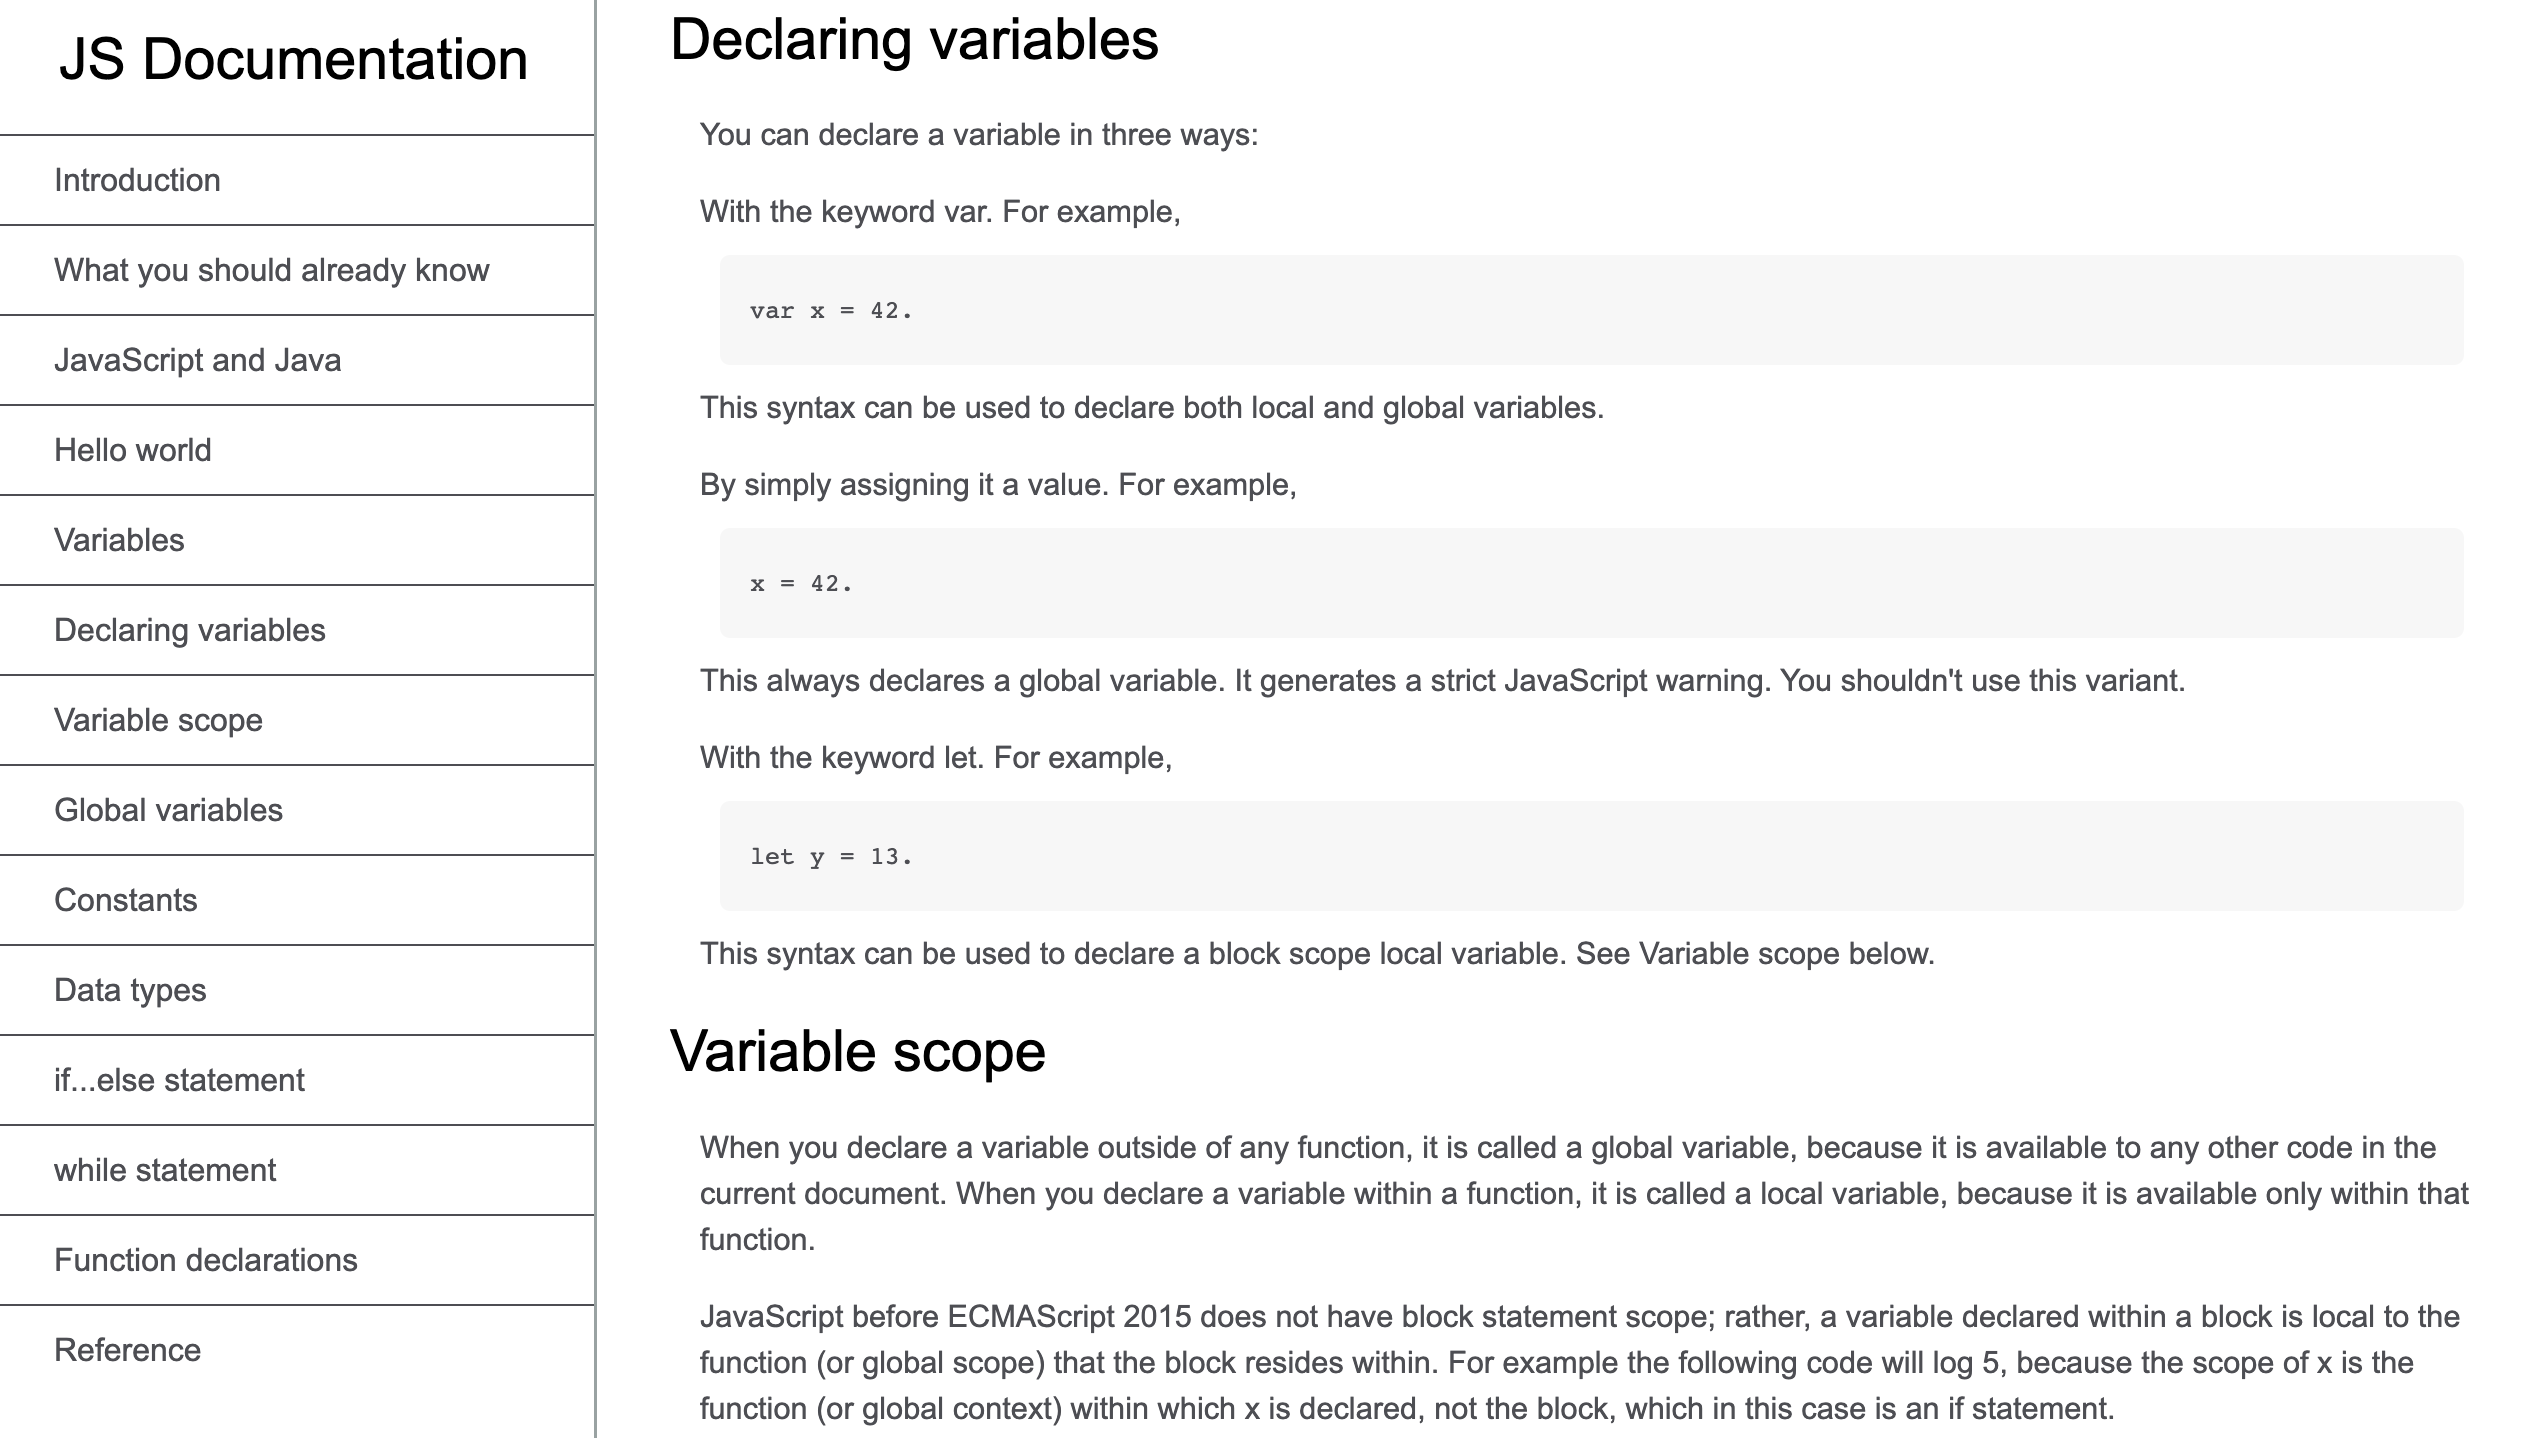 JS Documentation
Introduction
What you should already know
JavaScript and Java
Hello world
Variables
Declaring variables
Variable scope
Global variables
Constants
Data types
if...else statement
while statement
Function declarations
Reference
Declaring variables
You can declare a variable in three ways:
With the keyword var. For example,
var x = 42.
This syntax can be used to declare both local and global variables.
By simply assigning it a value. For example,
x = 42.
This always declares a global variable. It generates a strict JavaScript warning. You shouldn't use this variant.
With the keyword let. For example,
let y = 13.
This syntax can be used to declare a block scope local variable. See Variable scope below.
Variable scope
When you declare a variable outside of any function, it is called a global variable, because it is available to any other code in the
current document. When you declare a variable within a function, it is called a local variable, because it is available only within that
function.
JavaScript before ECMAScript 2015 does not have block statement scope; rather, a variable declared within a block is local to the
function (or global scope) that the block resides within. For example the following code will log 5, because the scope of x is the
function (or global context) within which x is declared, not the block, which in this case is an if statement.